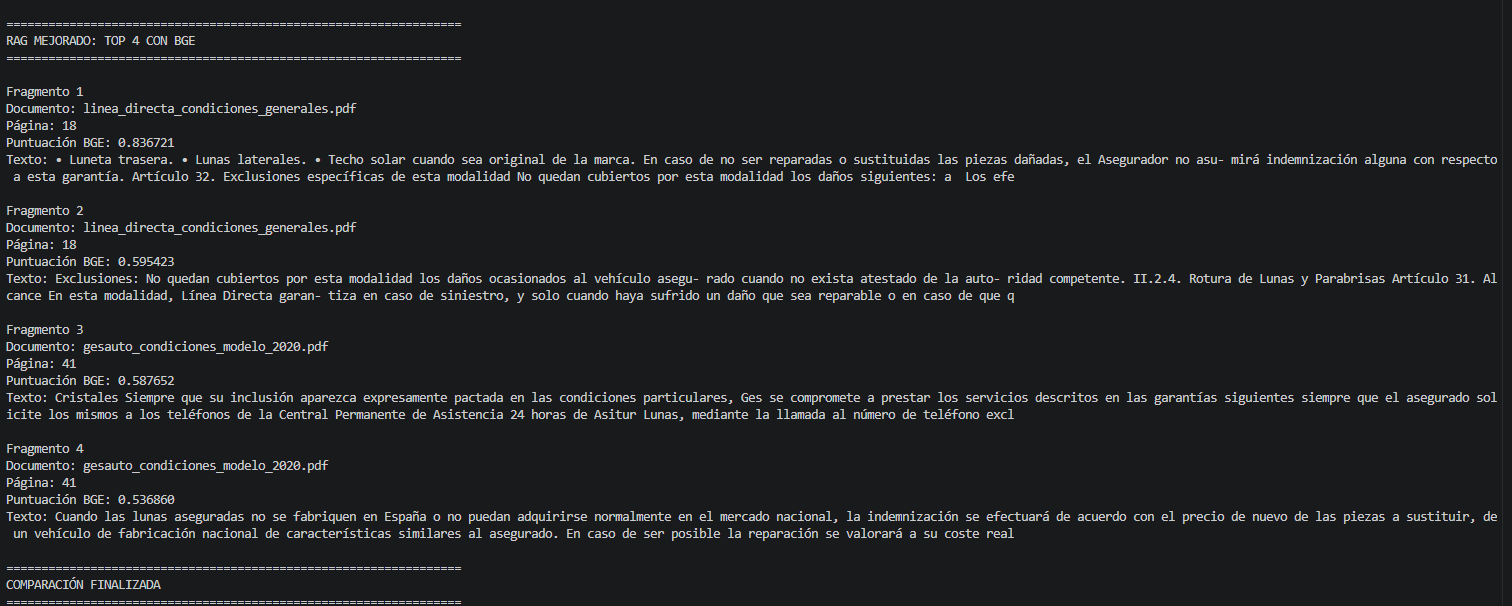 =================================================================
RAG MEJORADO: TOP 4 CON BGE
=================================================================
Fragmento 1
Documento: linea_directa_condiciones_generales.pdf
Página: 18
Puntuación BGE: 0.836721
Texto: • Luneta trasera. • Lunas laterales. • Techo solar cuando sea original de la marca. En caso de no ser reparadas o sustituidas las piezas dañadas, el Asegurador no asu- mirá indemnización alguna con respecto
a esta garantía. Artículo 32. Exclusiones específicas de esta modalidad No quedan cubiertos por esta modalidad los daños siguientes: a  Los efe
Fragmento 2
Documento: linea_directa_condiciones_generales.pdf
Página: 18
Puntuación BGE: 0.595423
Texto: Exclusiones: No quedan cubiertos por esta modalidad los daños ocasionados al vehículo asegu- rado cuando no exista atestado de la auto- ridad competente. II.2.4. Rotura de Lunas y Parabrisas Artículo 31. Al
cance En esta modalidad, Línea Directa garan- tiza en caso de siniestro, y solo cuando haya sufrido un daño que sea reparable o en caso de que q
Fragmento 3
Documento: gesauto_condiciones_modelo_2020.pdf
Página: 41
Puntuación BGE: 0.587652
Texto: Cristales Siempre que su inclusión aparezca expresamente pactada en las condiciones particulares, Ges se compromete a prestar los servicios descritos en las garantías siguientes siempre que el asegurado sol
icite los mismos a los teléfonos de la Central Permanente de Asistencia 24 horas de Asitur Lunas, mediante la llamada al número de teléfono excl
Fragmento 4
Documento: gesauto_condiciones_modelo_2020.pdf
Página: 41
Puntuación BGE: 0.536860
Texto: Cuando las lunas aseguradas no se fabriquen en España o no puedan adquirirse normalmente en el mercado nacional, la indemnización se efectuará de acuerdo con el precio de nuevo de las piezas a sustituir, de
un vehículo de fabricación nacional de características similares al asegurado. En caso de ser posible la reparación se valorará a su coste real
=================================================================
COMPARACIÓN FINALIZADA
=================================================================